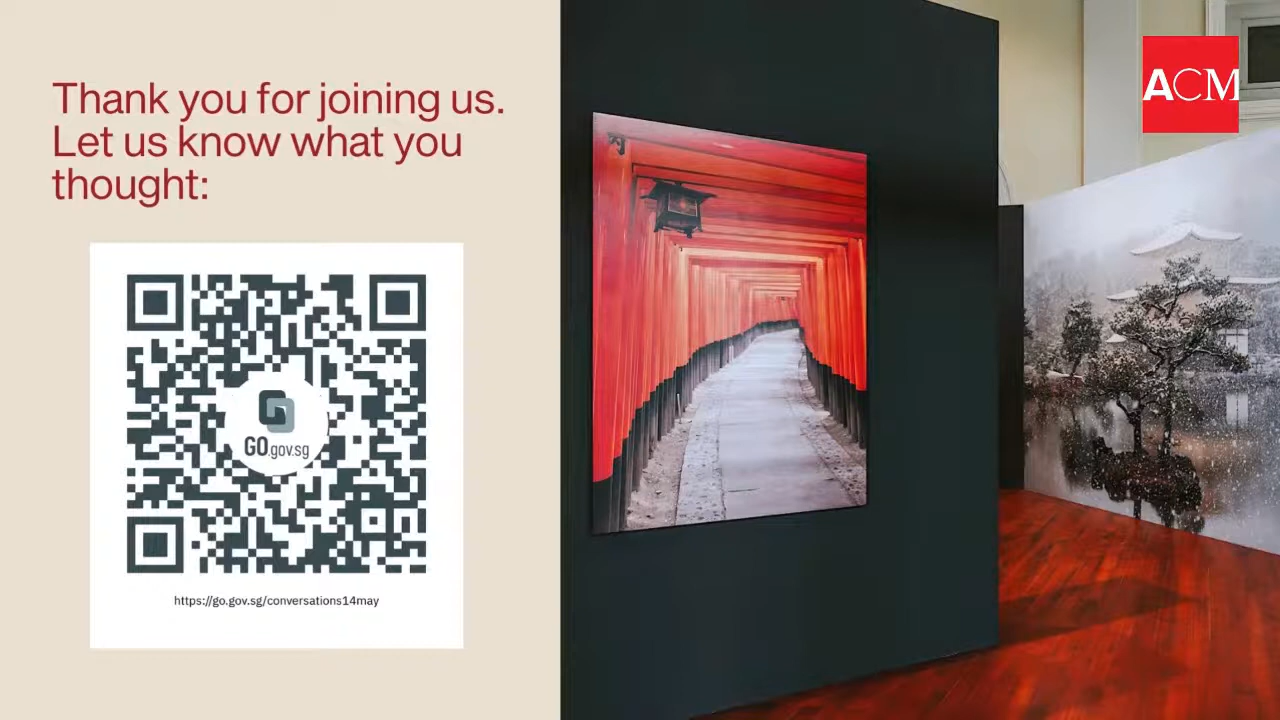 Thank you for joining us.
Let us know what you
thought:
GO.gov.sg
https://go.gov.sg/conversations14may
ACM
内